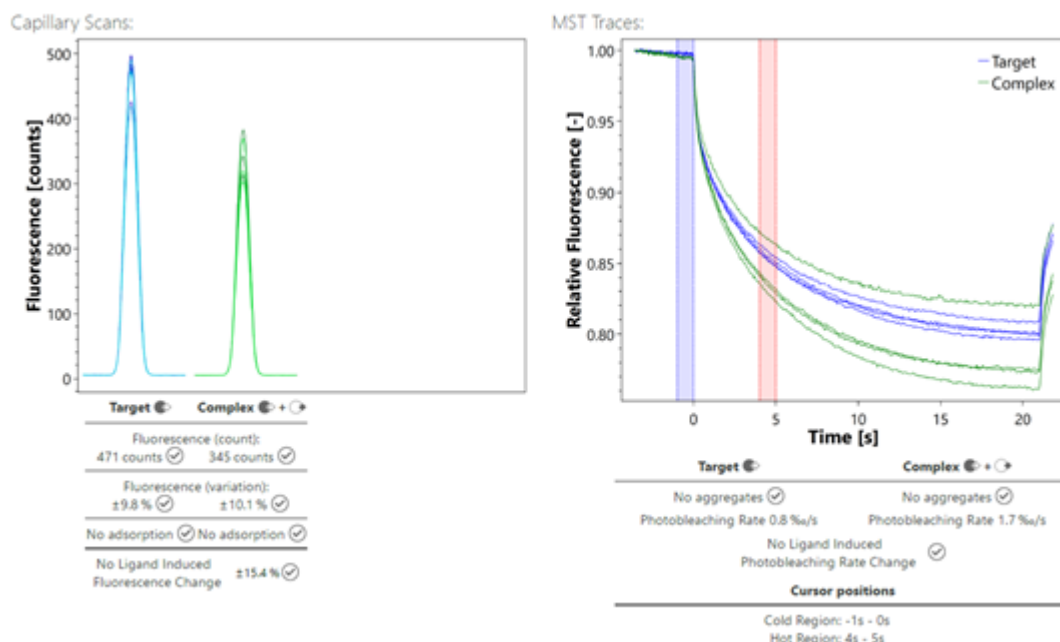 Capillary Scans:
500
400
300
200
100
0
Fluorescence [counts]
Target Complex +
Fluorescence (count):
471 counts 345 counts
Fluorescence (variation):
±9.8 % ±10.1 %
No adsorption No adsorption
No Ligand Induced
Fluorescence Change
±15.4 %
MST Traces:
1.00
0.95
0.90
0.85
0.80
Relative Fluorescence [-]
Target
Complex
0 5 10 15 20
Time [s]
Target Complex +
No aggregates No aggregates
Photobleaching Rate 0.8 ‰/s Photobleaching Rate 1.7 ‰/s
No Ligand Induced
Photobleaching Rate Change
Cursor positions
Cold Region: -1s - 0s
Hot Region: 4s - 5s